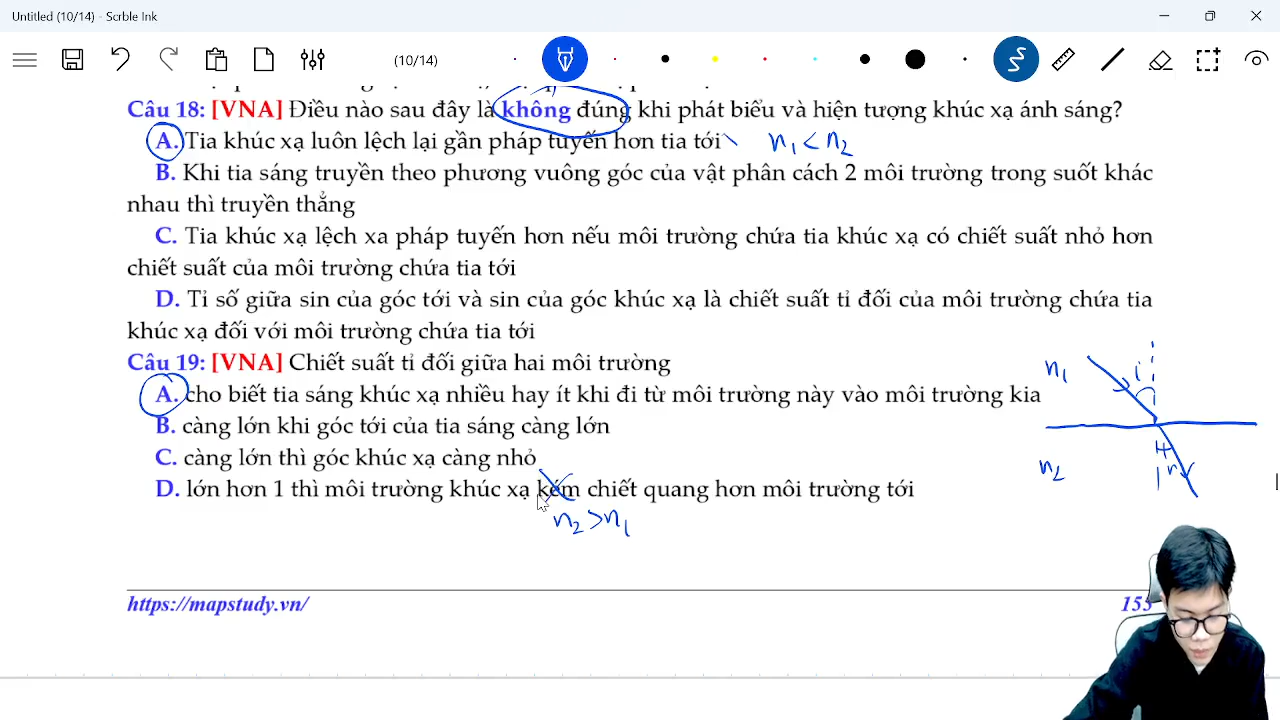 Untitled (10/14) - Scrble Ink
(10/14)
Câu 18: [VNA] Điều nào sau đây là không đúng khi phát biểu và hiện tượng khúc xạ ánh sáng?
A. Tia khúc xạ luôn lệch lại gần pháp tuyến hơn tia tới n₁ < n₂
B. Khi tia sáng truyền theo phương vuông góc của vật phân cách 2 môi trường trong suốt khác
nhau thì truyền thẳng
C. Tia khúc xạ lệch xa pháp tuyến hơn nếu môi trường chứa tia khúc xạ có chiết suất nhỏ hơn
chiết suất của môi trường chứa tia tới
D. Tỉ số giữa sin của góc tới và sin của góc khúc xạ là chiết suất tỉ đối của môi trường chứa tia
khúc xạ đối với môi trường chứa tia tới
Câu 19: [VNA] Chiết suất tỉ đối giữa hai môi trường
n₁ i
A. cho biết tia sáng khúc xạ nhiều hay ít khi đi từ môi trường này vào môi trường kia
B. càng lớn khi góc tới của tia sáng càng lớn
C. càng lớn thì góc khúc xạ càng nhỏ
n₂ r
D. lớn hơn 1 thì môi trường khúc xạ kém chiết quang hơn môi trường tới
n₂ > n₁
https://mapstudy.vn/